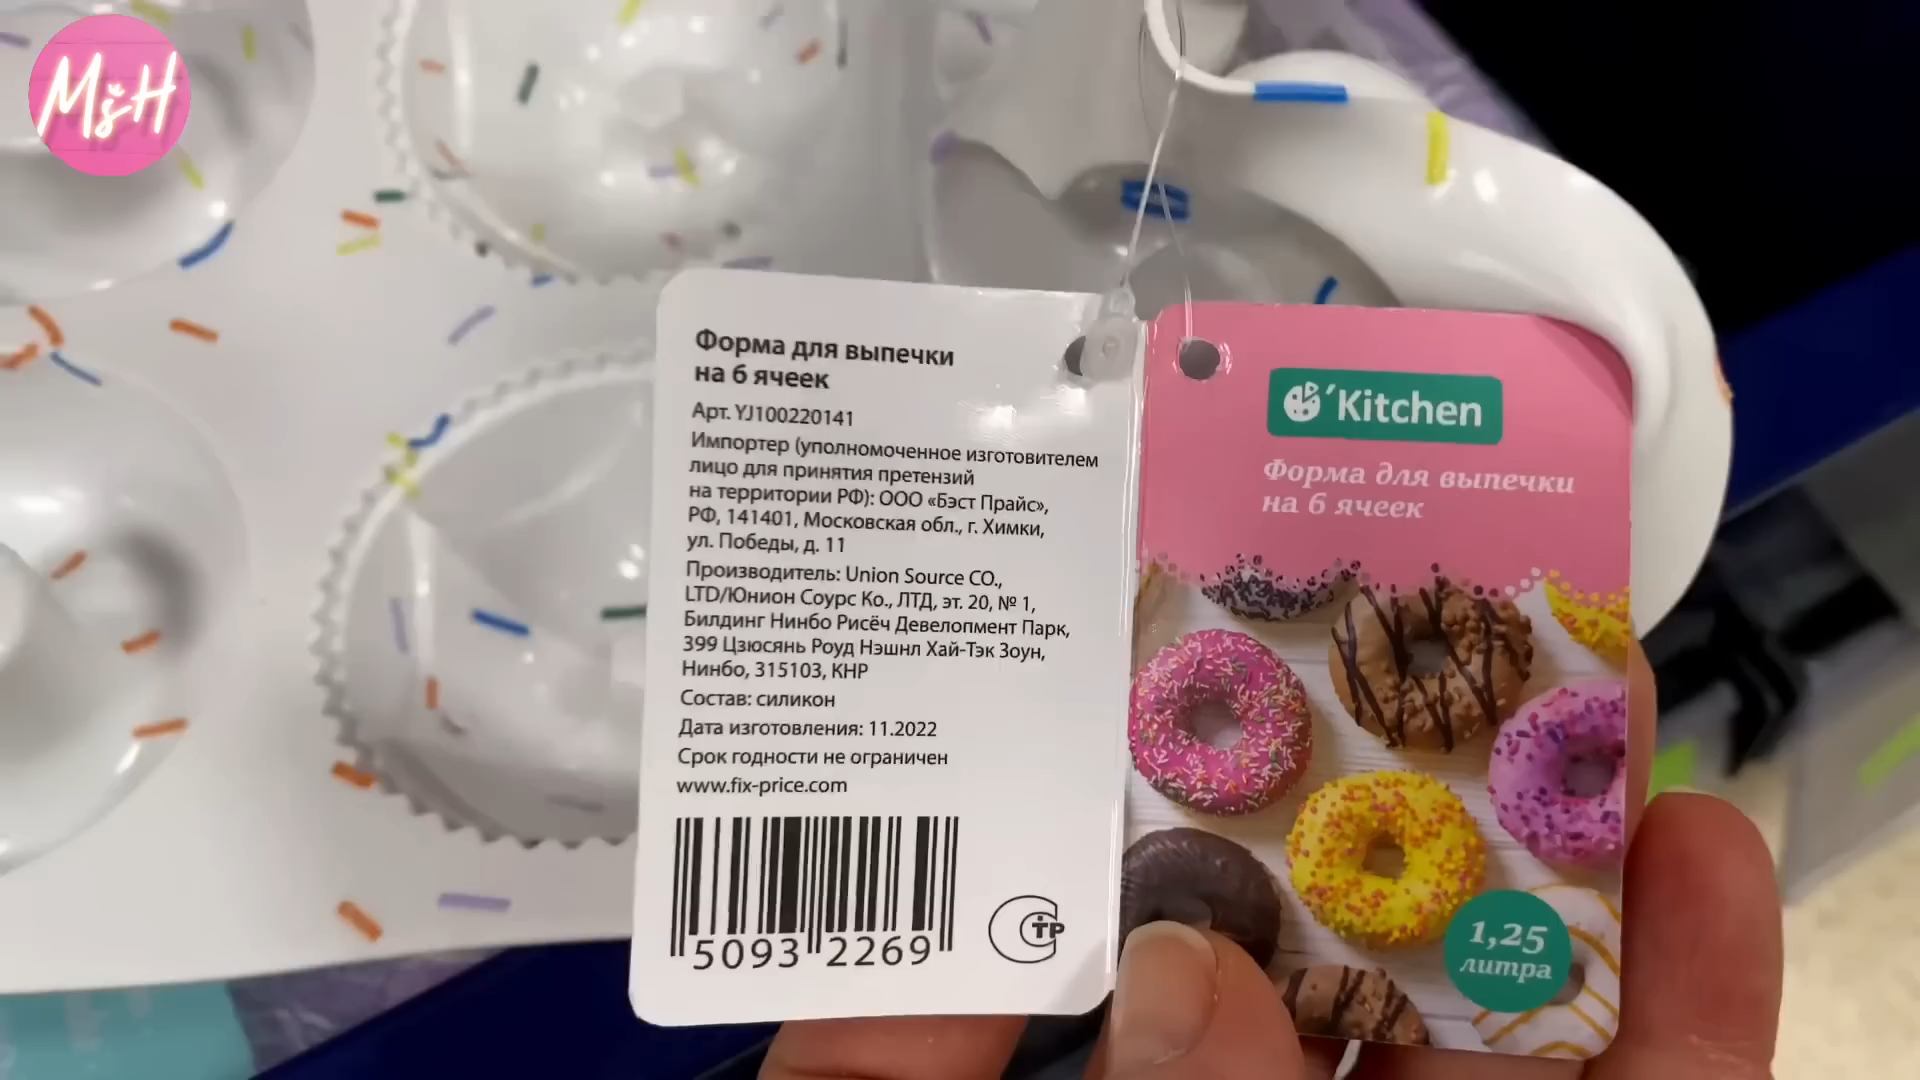 MsH
Форма для выпечки
на 6 ячеек
Арт. YJ100220141
Импортер (уполномоченное изготовителем
лицо для принятия претензий
на территории РФ): ООО «Бэст Прайс»,
РФ, 141401, Московская обл., г. Химки,
ул. Победы, д. 11
Производитель: Union Source CO.,
LTD/Юнион Соурс Ко., ЛТД, эт. 20, № 1,
Билдинг Нинбо Рисёч Девелопмент Парк,
399 Цзюсянь Роуд Нэшнл Хай-Тэк Зоун,
Нинбо, 315103, КНР
Состав: силикон
Дата изготовления: 11.2022
Срок годности не ограничен
www.fix-price.com
5093 2269
СТР
'Kitchen
Форма для выпечки
на 6 ячеек
1,25
литра